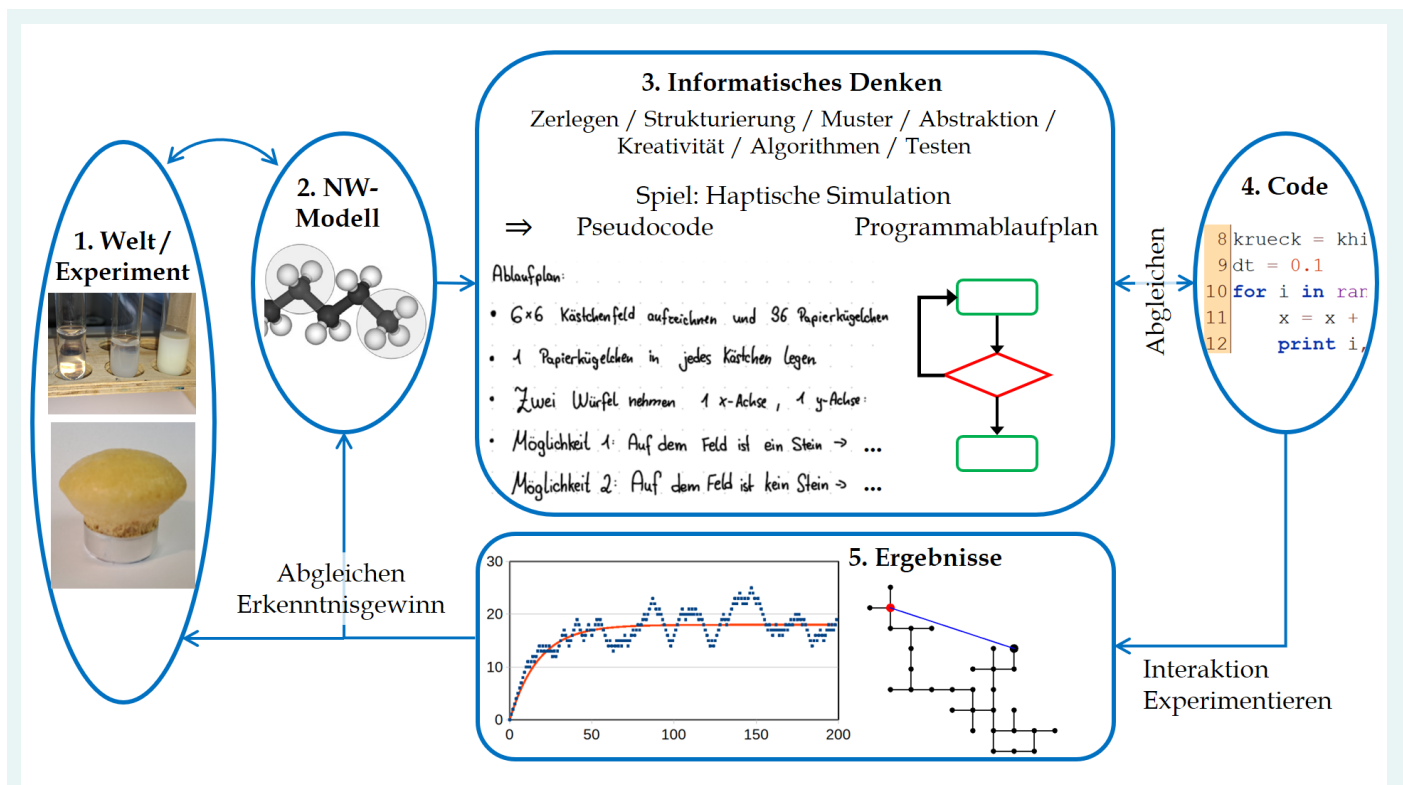 1. Welt/
Experiment
2. NW-
Modell
3. Informatisches Denken
Zerlegen / Strukturierung / Muster / Abstraktion /
Kreativität / Algorithmen / Testen
Spiel: Haptische Simulation
⇒ Pseudocode Programmablaufplan
Ablaufplan:
• 6×6 Kästchenfeld aufzeichnen und 36 Papierkügelchen
• 1 Papierkügelchen in jedes Kästchen legen
• Zwei Würfel nehmen 1 x-Achse, 1 y-Achse:
• Möglichkeit 1: Auf dem Feld ist ein Stein → ...
Möglichkeit 2: Auf dem Feld ist kein Stein → ...
Abgleichen
4. Code
8 krueck = khi
9 dt = 0.1
10 for i in ran
11 x = x +
12 print i,
Interaktion
Experimentieren
5. Ergebnisse
30
20
10
0
0 50 100 150 200
Abgleichen
Erkenntnisgewinn